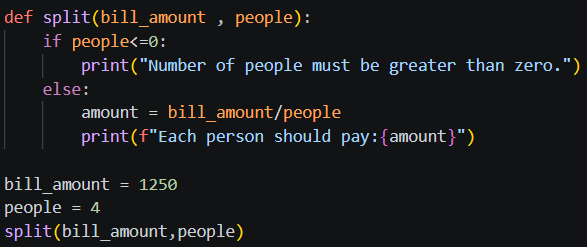 def split(bill_amount , people):
    if people<=0:
        print("Number of people must be greater than zero.")
    else:
        amount = bill_amount/people
        print(f"Each person should pay:{amount}")

bill_amount = 1250
people = 4
split(bill_amount,people)